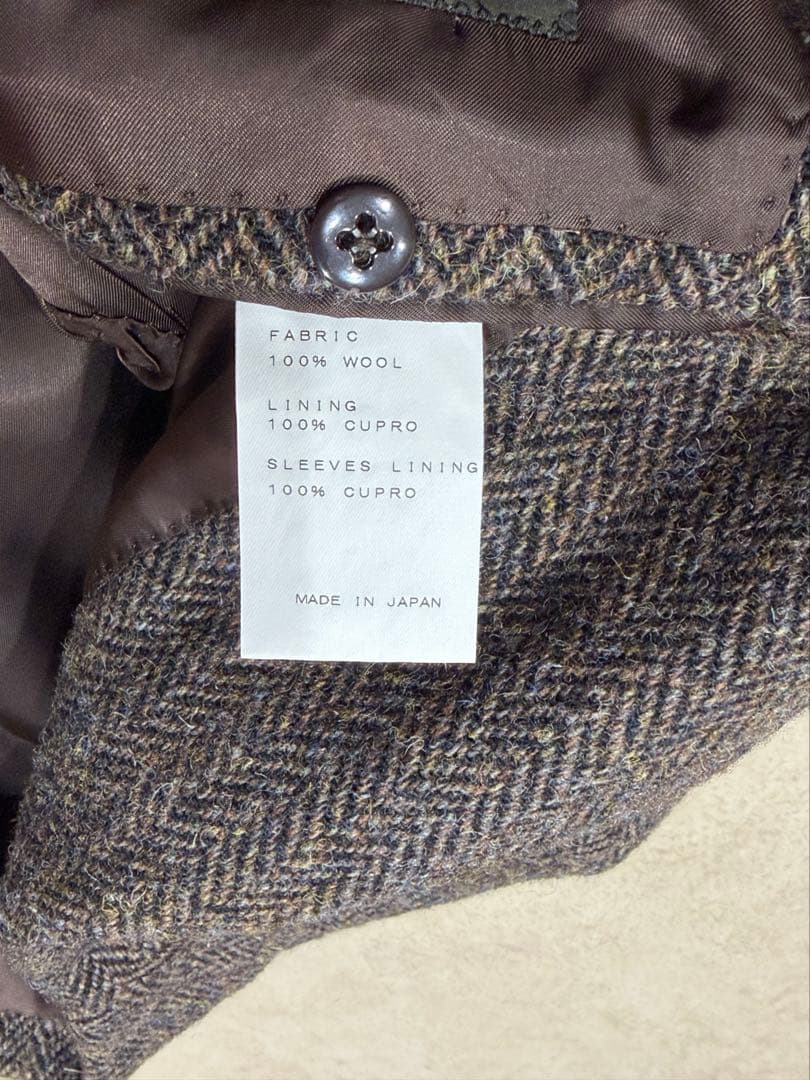 FABRIC
100% WOOL
LINING
100% CUPRO
SLEEVES LINING
100% CUPRO
MADE IN JAPAN